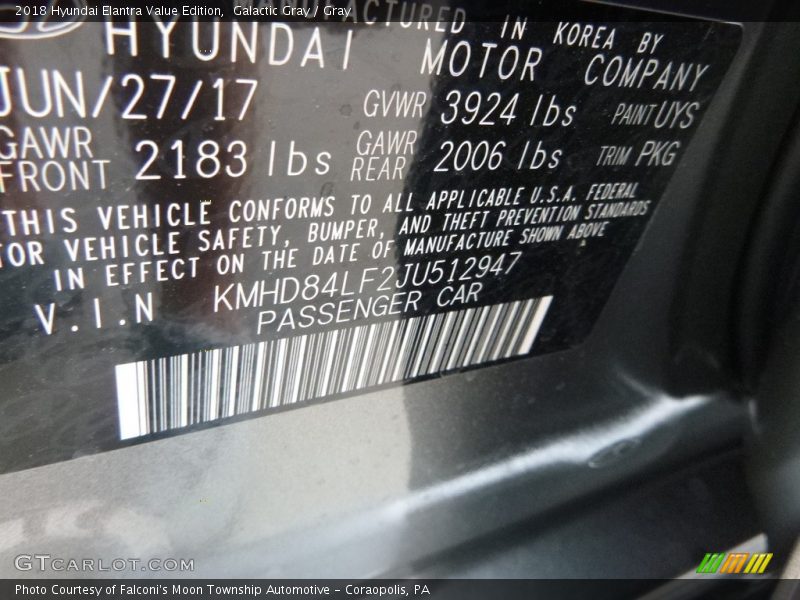 2018 Hyundai Elantra Value Edition, Galactic Gray / Gray
IN KOREA BY
HYUNDAI MOTOR COMPANY
JUN/27/17 GVWR 3924 lbs PAINT UYS
GAWR FRONT 2183 lbs GAWR REAR 2006 lbs TRIM PKG
THIS VEHICLE CONFORMS TO ALL APPLICABLE U.S.A. FEDERAL
OR VEHICLE SAFETY, BUMPER, AND THEFT PREVENTION STANDARDS
IN EFFECT ON THE DATE OF MANUFACTURE SHOWN ABOVE
V.I.N KMHD84LF2JU512947
PASSENGER CAR
GTCARLOT.COM
Photo Courtesy of Falconi's Moon Township Automotive - Coraopolis, PA